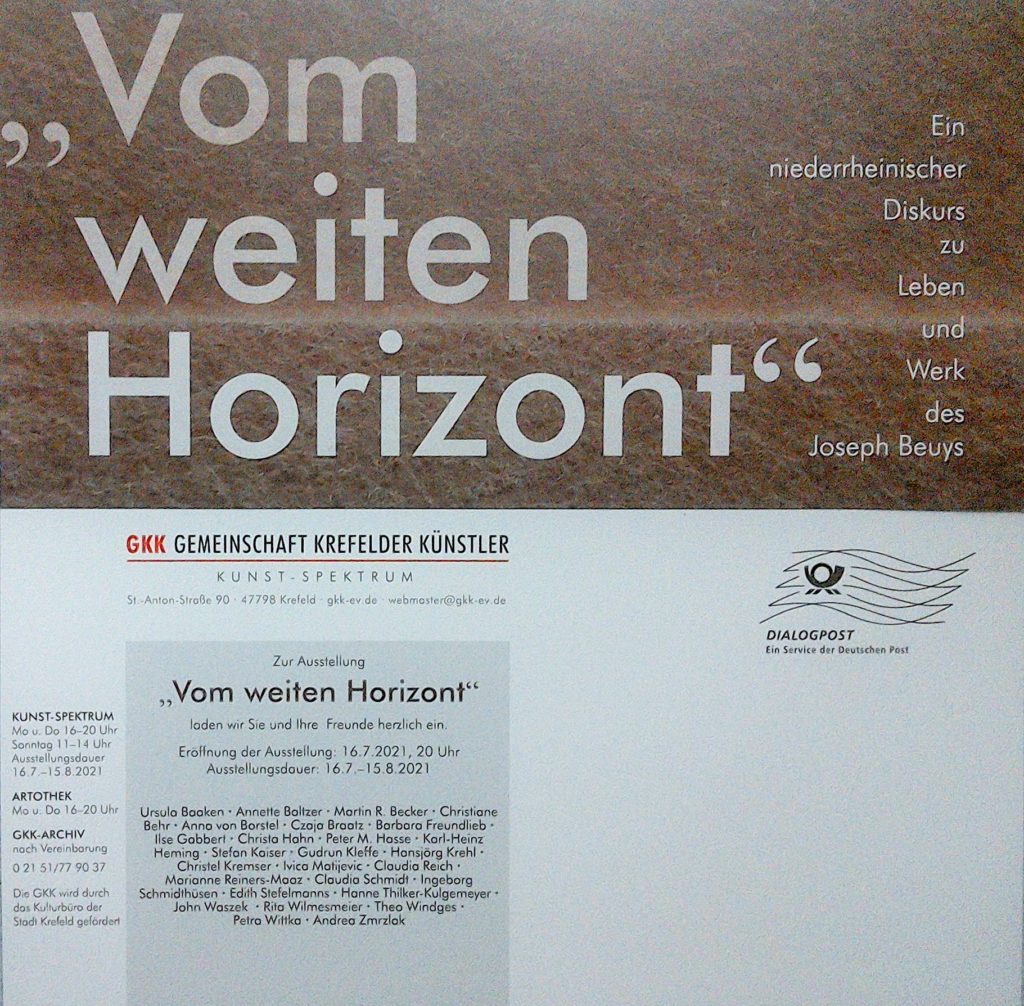 „Vom
weiten
Horizont“
Ein
niederrheinischer
Diskurs
zu
Leben
und
Werk
des
Joseph Beuys
GKK GEMEINSCHAFT KREFELDER KÜNSTLER
KUNST-SPEKTRUM
St.-Anton-Straße 90 · 47798 Krefeld · gkk-ev.de · webmaster@gkk-ev.de
DIALOGPOST
Ein Service der Deutschen Post
KUNST-SPEKTRUM
Mo u. Do 16–20 Uhr
Sonntag 11–14 Uhr
Ausstellungsdauer
16.7.–15.8.2021
ARTOTHEK
Mo u. Do 16–20 Uhr
GKK-ARCHIV
nach Vereinbarung
0 21 51/77 90 37
Die GKK wird durch
das Kulturbüro der
Stadt Krefeld gefördert
Zur Ausstellung
„Vom weiten Horizont“
laden wir Sie und Ihre Freunde herzlich ein.
Eröffnung der Ausstellung: 16.7.2021, 20 Uhr
Ausstellungsdauer: 16.7.–15.8.2021
Ursula Baaken · Annette Baltzer · Martin R. Becker · Christiane
Behr · Anna von Borstel · Czaja Braatz · Barbara Freundlieb ·
Ilse Gabbert · Christa Hahn · Peter M. Hasse · Karl-Heinz
Heming · Stefan Kaiser · Gudrun Kleffe · Hansjörg Krehl ·
Christel Kremser · Ivica Matijevic · Claudia Reich ·
Marianne Reiners-Maaz · Claudia Schmidt · Ingeborg
Schmidthüsen · Edith Stefelmanns · Hanne Thilker-Kulgemeyer ·
John Waszek · Rita Wilmesmeier · Theo Windges ·
Petra Wittka · Andrea Zmrzlak